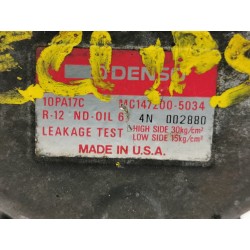 DENSO
10PA17C MC147200-5034
R-12 ND-OIL 6 4N 002880
LEAKAGE TEST HIGH SIDE 30kg/cm²
LOW SIDE 15kg/cm²
MADE IN U.S.A.